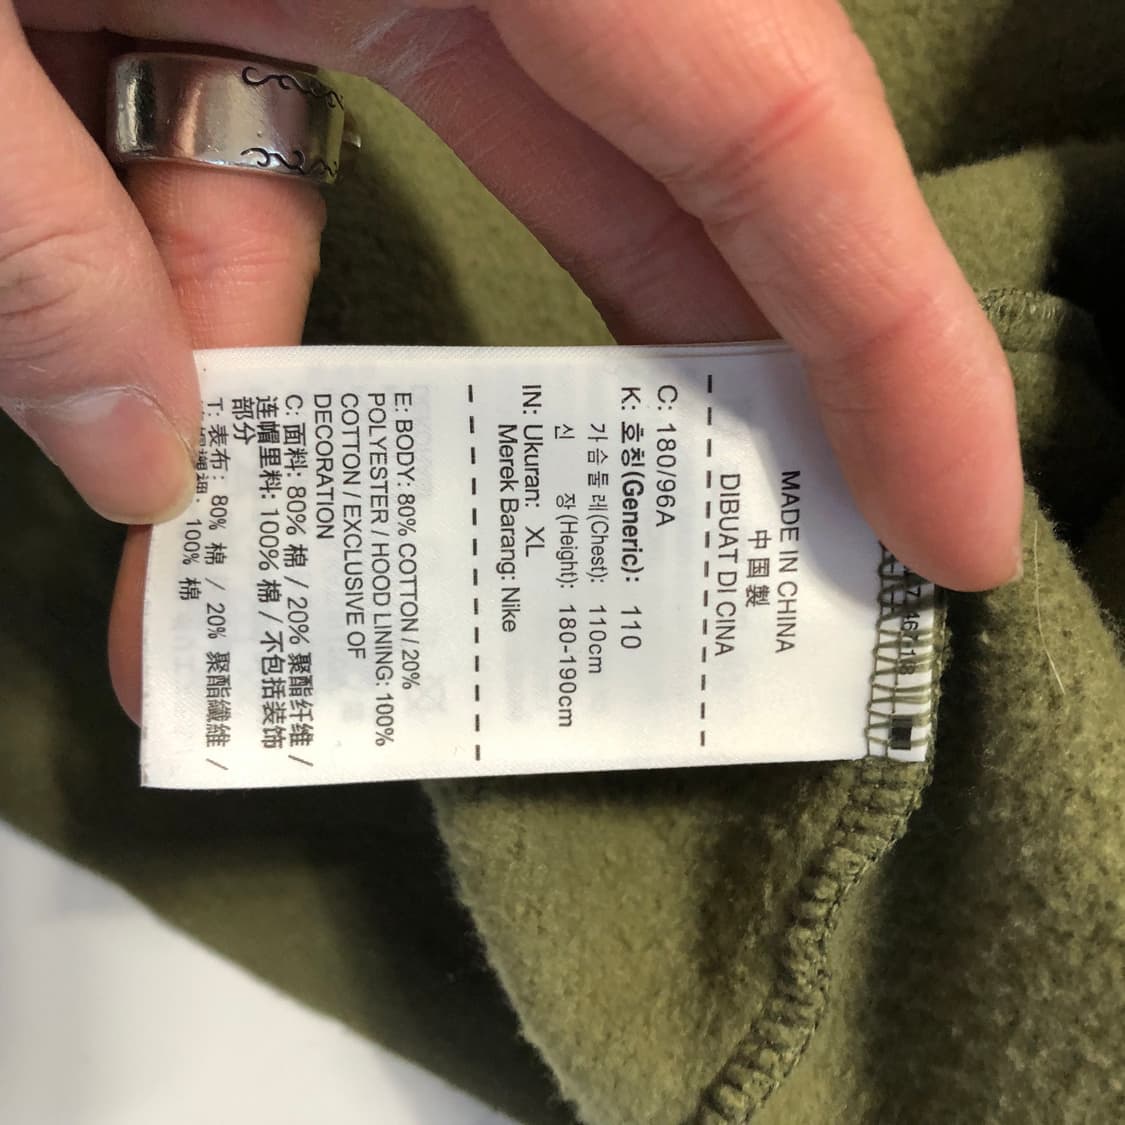 MADE IN CHINA
中國製
DIBUAT DI CINA
C: 180/96A
K: 호칭(Generic): 110
가슴둘레(Chest): 110cm
신 장(Height): 180-190cm
IN: Ukuran: XL
Merek Barang: Nike
E: BODY: 80% COTTON / 20%
POLYESTER / HOOD LINING: 100%
COTTON / EXCLUSIVE OF
DECORATION
C: 面料: 80% 棉 / 20% 聚酯纤维 /
连帽里料: 100% 棉 / 不包括装饰
部分
T: 表布: 80% 棉 / 20% 聚酯纖維 /
100% 棉